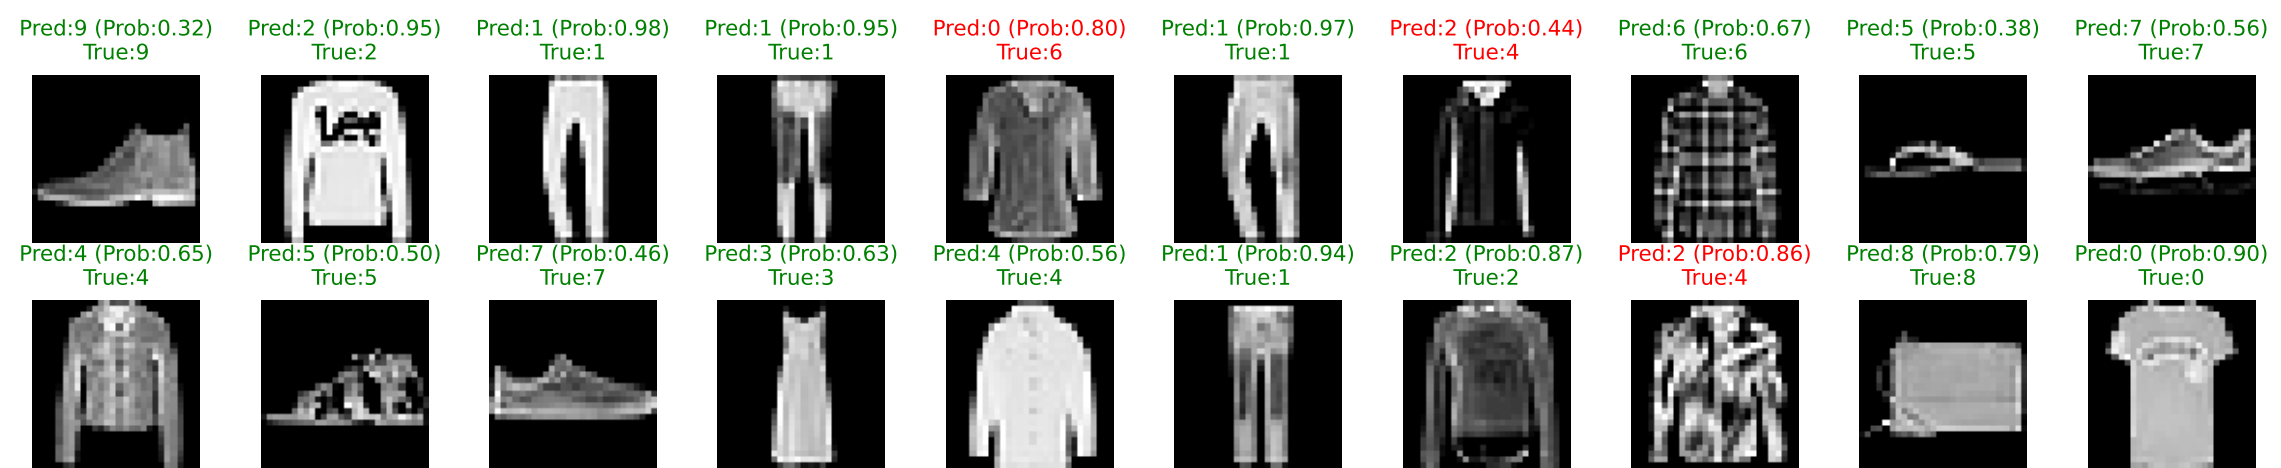 Pred:9 (Prob:0.32) Pred:2 (Prob:0.95) Pred:1 (Prob:0.98) Pred:1 (Prob:0.95) Pred:0 (Prob:0.80) Pred:1 (Prob:0.97) Pred:2 (Prob:0.44) Pred:6 (Prob:0.67) Pred:5 (Prob:0.38) Pred:7 (Prob:0.56)
True:9 True:2 True:1 True:1 True:6 True:1 True:4 True:6 True:5 True:7
Lee
Pred:4 (Prob:0.65) Pred:5 (Prob:0.50) Pred:7 (Prob:0.46) Pred:3 (Prob:0.63) Pred:4 (Prob:0.56) Pred:1 (Prob:0.94) Pred:2 (Prob:0.87) Pred:2 (Prob:0.86) Pred:8 (Prob:0.79) Pred:0 (Prob:0.90)
True:4 True:5 True:7 True:3 True:4 True:1 True:2 True:4 True:8 True:0